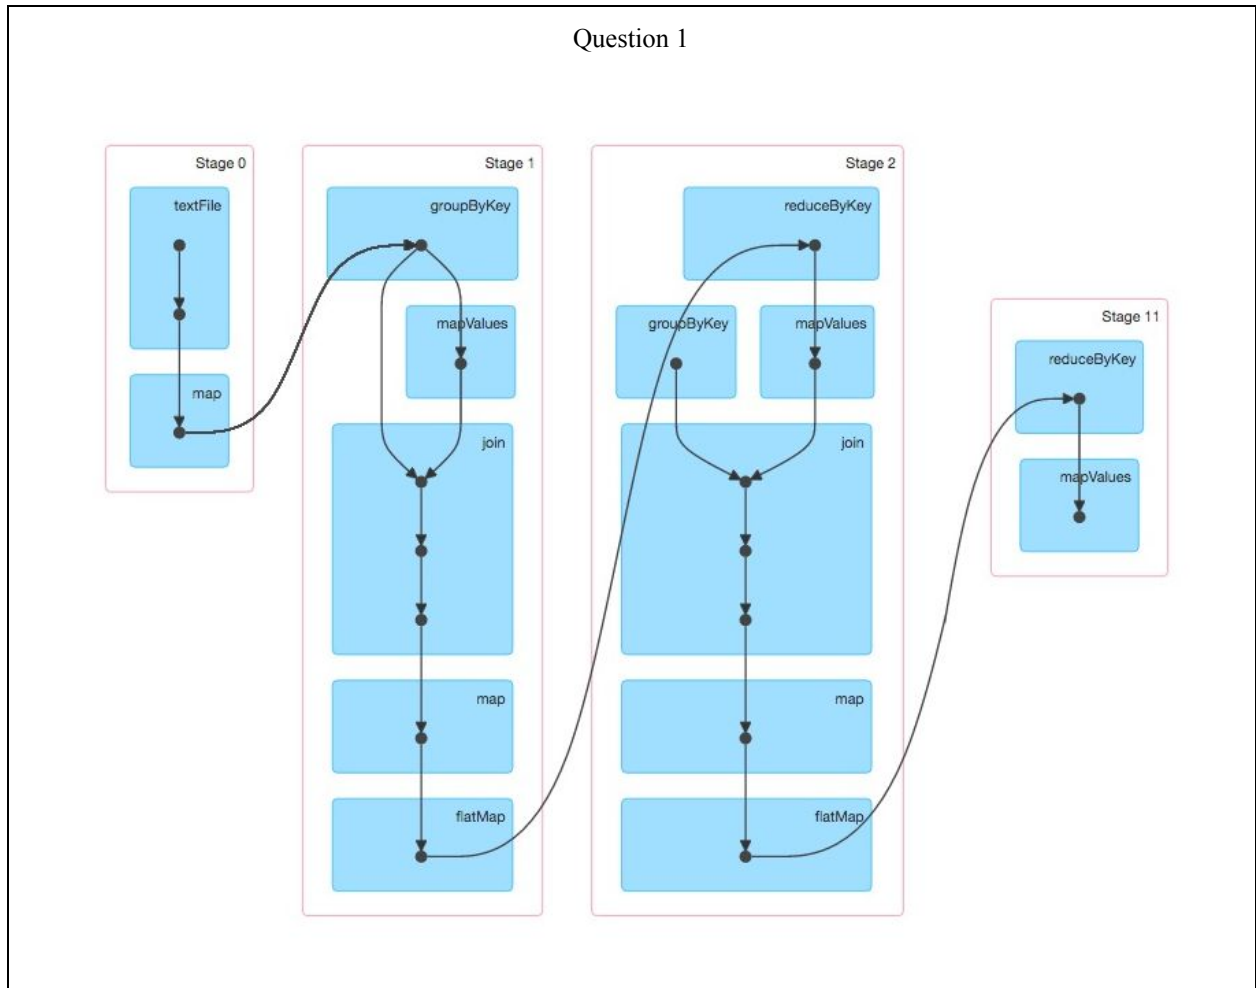 Question 1
Stage 0
textFile
map
Stage 1
groupByKey
mapValues
join
map
flatMap
Stage 2
reduceByKey
groupByKey
mapValues
join
map
flatMap
Stage 11
reduceByKey
mapValues